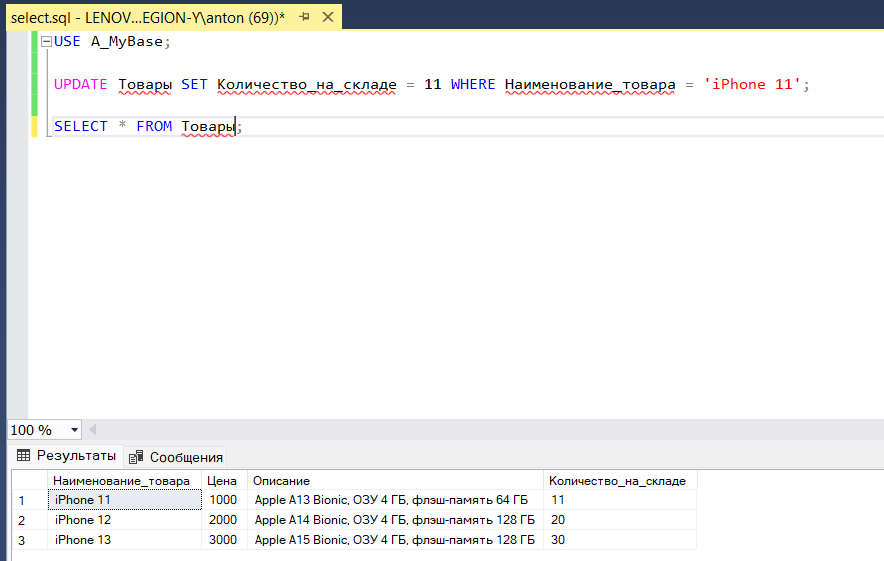 select.sql - LENOV...EGION-Y\anton (69))*
USE A_MyBase;
UPDATE Товары SET Количество_на_складе = 11 WHERE Наименование_товара = 'iPhone 11';
SELECT * FROM Товары;
100 %
Результаты Сообщения
Наименование_товара Цена Описание Количество_на_складе
1 iPhone 11 1000 Apple A13 Bionic, ОЗУ 4 ГБ, флэш-память 64 ГБ 11
2 iPhone 12 2000 Apple A14 Bionic, ОЗУ 4 ГБ, флэш-память 128 ГБ 20
3 iPhone 13 3000 Apple A15 Bionic, ОЗУ 4 ГБ, флэш-память 128 ГБ 30